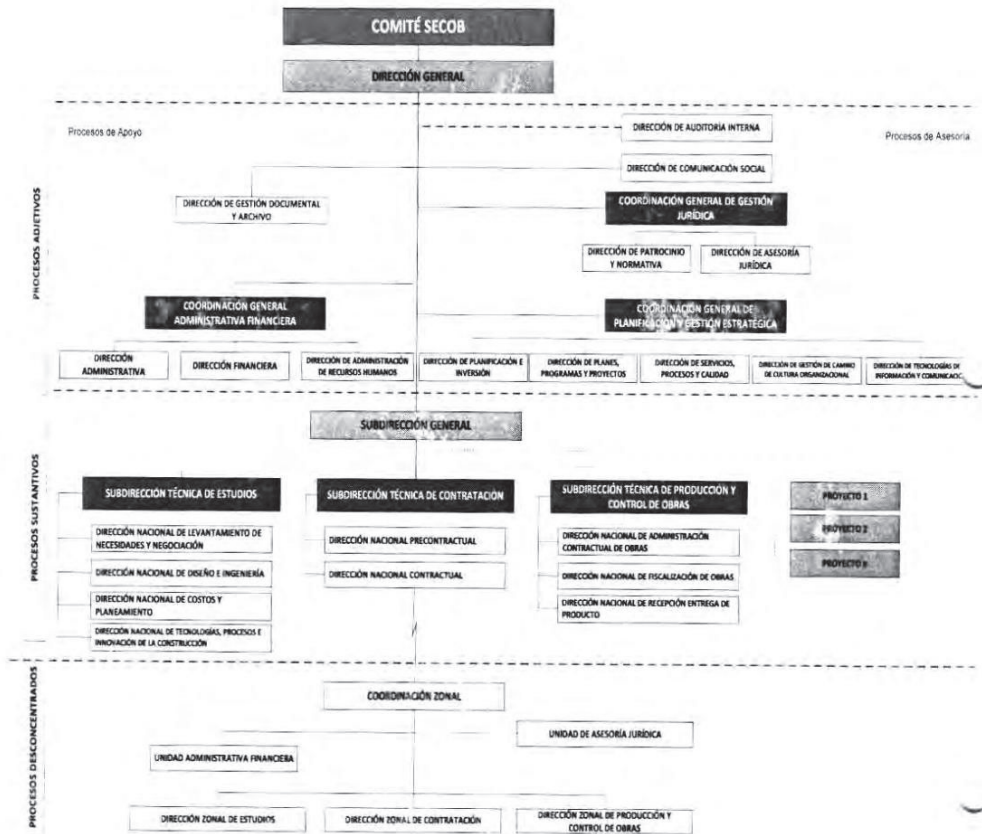 COMITÉ SECOB
DIRECCIÓN GENERAL
Procesos de Apoyo
Procesos de Asesoría
DIRECCIÓN DE AUDITORÍA INTERNA
DIRECCIÓN DE COMUNICACIÓN SOCIAL
DIRECCIÓN DE GESTIÓN DOCUMENTAL
Y ARCHIVO
COORDINACIÓN GENERAL DE GESTIÓN
JURÍDICA
DIRECCIÓN DE PATROCINIO
Y NORMATIVA
DIRECCIÓN DE ASESORÍA
JURÍDICA
PROCESOS ADJETIVOS
COORDINACIÓN GENERAL
ADMINISTRATIVA FINANCIERA
COORDINACIÓN GENERAL DE
PLANIFICACIÓN Y GESTIÓN ESTRATÉGICA
DIRECCIÓN
ADMINISTRATIVA
DIRECCIÓN FINANCIERA
DIRECCIÓN DE ADMINISTRACIÓN
DE RECURSOS HUMANOS
DIRECCIÓN DE PLANIFICACIÓN E
INVERSIÓN
DIRECCIÓN DE PLANES,
PROGRAMAS Y PROYECTOS
DIRECCIÓN DE SERVICIOS,
PROCESOS Y CALIDAD
DIRECCIÓN DE GESTIÓN DE CAMBIO
DE CULTURA ORGANIZACIONAL
DIRECCIÓN DE TECNOLOGÍAS DE
INFORMACIÓN Y COMUNICACIO
SUBDIRECCIÓN GENERAL
PROCESOS SUSTANTIVOS
SUBDIRECCIÓN TÉCNICA DE ESTUDIOS
DIRECCIÓN NACIONAL DE LEVANTAMIENTO DE
NECESIDADES Y NEGOCIACIÓN
DIRECCIÓN NACIONAL DE DISEÑO E INGENIERÍA
DIRECCIÓN NACIONAL DE COSTOS Y
PLANEAMIENTO
DIRECCIÓN NACIONAL DE TECNOLOGÍAS, PROCESOS E
INNOVACIÓN DE LA CONSTRUCCIÓN
SUBDIRECCIÓN TÉCNICA DE CONTRATACIÓN
DIRECCIÓN NACIONAL PRECONTRACTUAL
DIRECCIÓN NACIONAL CONTRACTUAL
SUBDIRECCIÓN TÉCNICA DE PRODUCCIÓN Y
CONTROL DE OBRAS
DIRECCIÓN NACIONAL DE ADMINISTRACIÓN
CONTRACTUAL DE OBRAS
DIRECCIÓN NACIONAL DE FISCALIZACIÓN DE OBRAS
DIRECCIÓN NACIONAL DE RECEPCIÓN ENTREGA DE
PRODUCTO
PROYECTO 1
PROYECTO 2
PROYECTO
PROCESOS DESCONCENTRADOS
COORDINACIÓN ZONAL
UNIDAD DE ASESORÍA JURÍDICA
UNIDAD ADMINISTRATIVA FINANCIERA
DIRECCIÓN ZONAL DE ESTUDIOS
DIRECCIÓN ZONAL DE CONTRATACIÓN
DIRECCIÓN ZONAL DE PRODUCCIÓN Y
CONTROL DE OBRAS